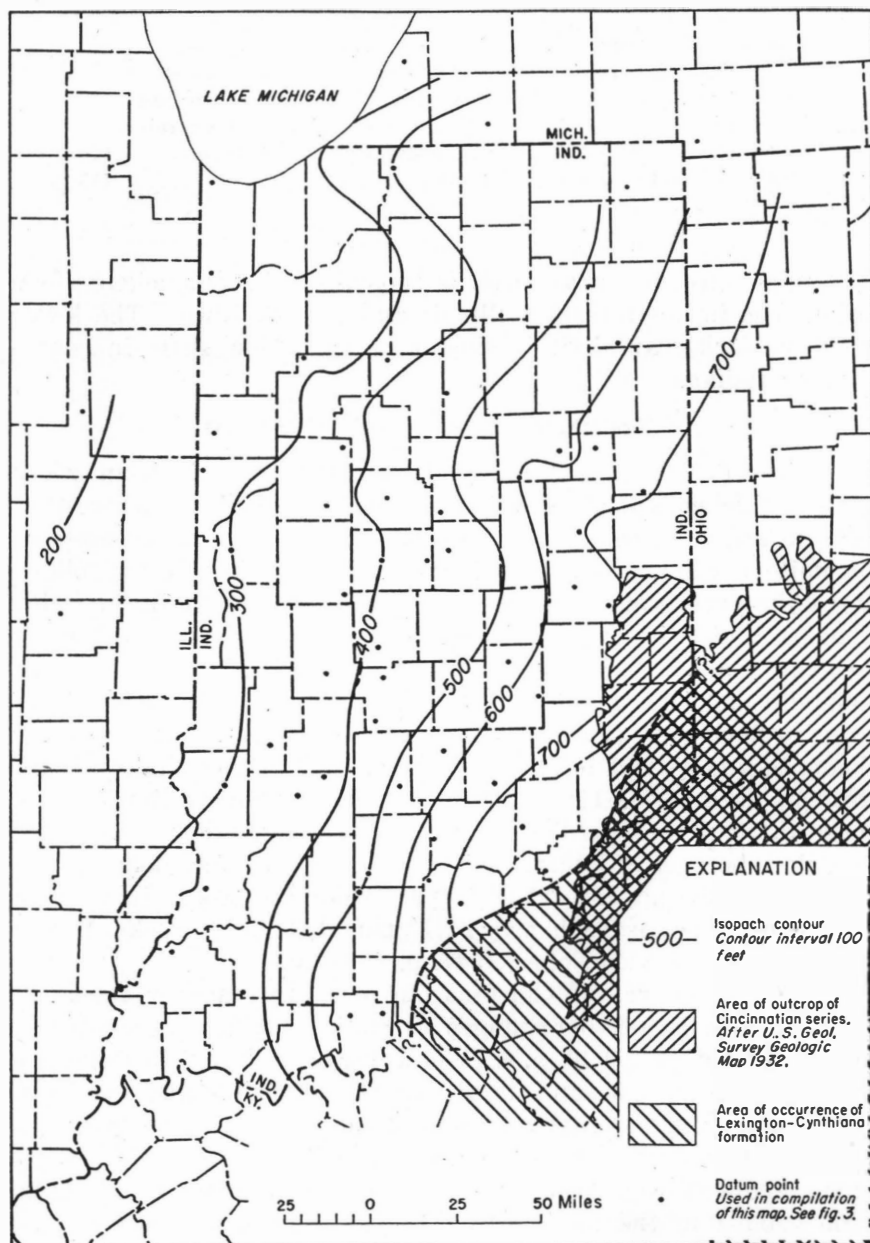 LAKE MICHIGAN
MICH.
IND.
700
200
IND.
OHIO
300
ILL.
IND.
400
500
600
700
IND.
KY.
EXPLANATION
—500— Isopach contour
Contour interval 100
feet
Area of outcrop of
Cincinnatian series.
After U.S. Geol.
Survey Geologic
Map 1932.
Area of occurrence of
Lexington-Cynthiana
formation
Datum point
Used in compilation
of this map. See fig. 3.
25 0 25 50 Miles